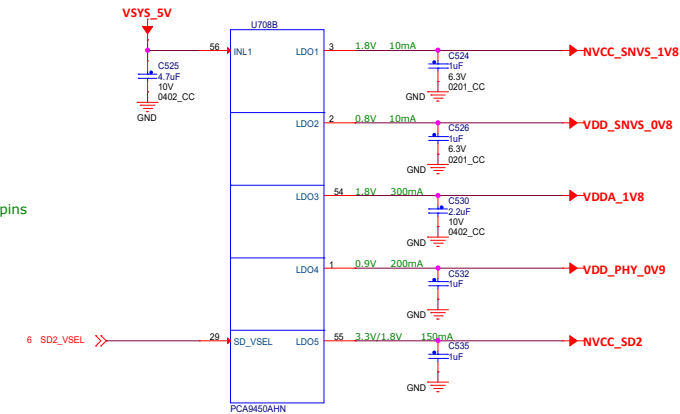 VSYS_5V
U708B
56 INL1 LDO1 3 1.8V 10mA NVCC_SNVS_1V8
C525
4.7uF
10V
0402_CC
GND
C524
1uF
6.3V
0201_CC
GND
LDO2 2 0.8V 10mA VDD_SNVS_0V8
C526
1uF
6.3V
0201_CC
GND
pins
LDO3 54 1.8V 300mA VDDA_1V8
C530
2.2uF
10V
0402_CC
GND
LDO4 1 0.9V 200mA VDD_PHY_0V9
C532
1uF
GND
6 SD2_VSEL 29 SD_VSEL LDO5 55 3.3V/1.8V 150mA NVCC_SD2
C535
1uF
GND
PCA9450AHN